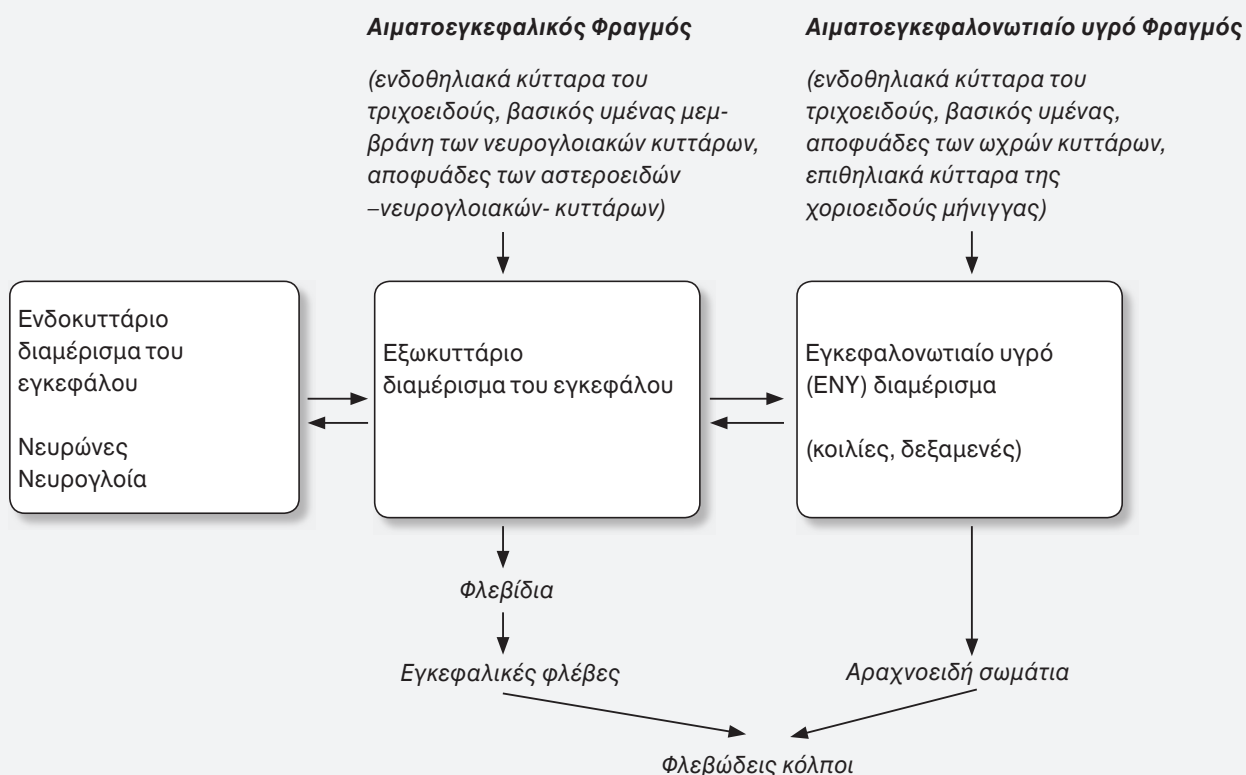 Αιματοεγκεφαλικός Φραγμός
(ενδοθηλιακά κύτταρα του
τριχοειδούς, βασικός υμένας μεμ-
βράνη των νευρογλοιακών κυττάρων,
αποφυάδες των αστεροειδών
–νευρογλοιακών- κυττάρων)
Αιματοεγκεφαλονωτιαίο υγρό Φραγμός
(ενδοθηλιακά κύτταρα του
τριχοειδούς, βασικός υμένας,
αποφυάδες των ωχρών κυττάρων,
επιθηλιακά κύτταρα της
χοριοειδούς μήνιγγας)
Ενδοκυττάριο
διαμέρισμα του
εγκεφάλου
Νευρώνες
Νευρογλοία
Εξωκυττάριο
διαμέρισμα του εγκεφάλου
Εγκεφαλονωτιαίο υγρό
(ΕΝΥ) διαμέρισμα
(κοιλίες, δεξαμενές)
Φλεβίδια
Εγκεφαλικές φλέβες
Αραχνοειδή σωμάτια
Φλεβώδεις κόλποι